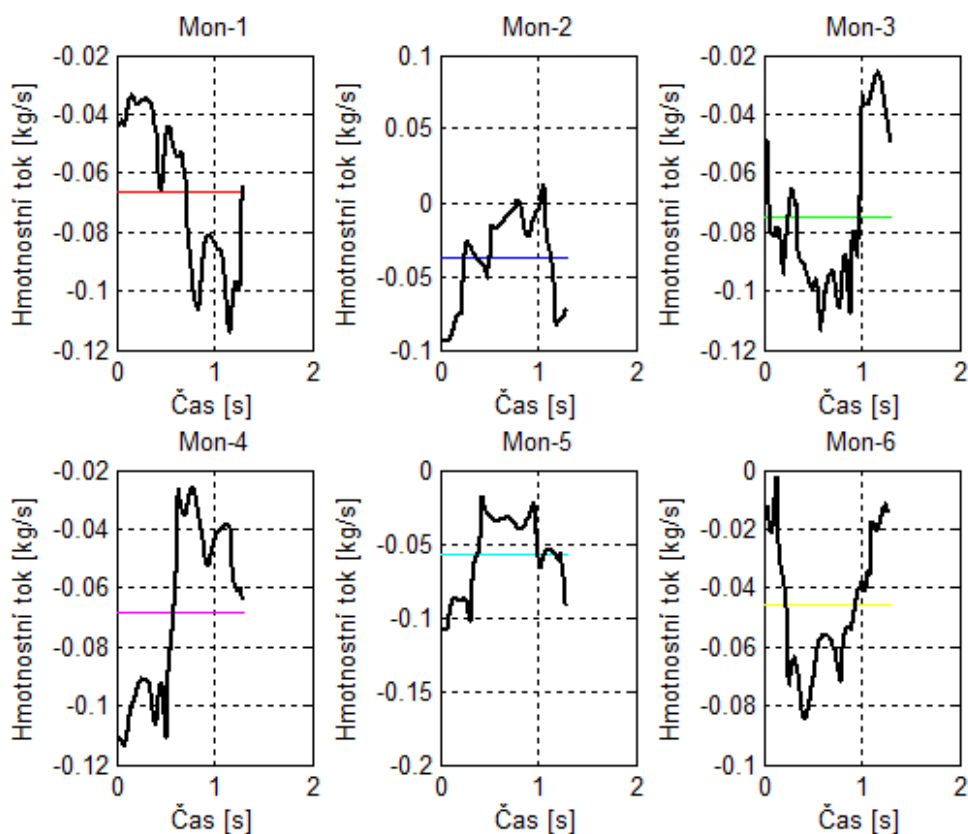 Mon-1
Hmotnostní tok [kg/s]
-0.02
-0.04
-0.06
-0.08
-0.1
-0.12
0
1
2
Čas [s]
Mon-2
Hmotnostní tok [kg/s]
0.1
0.05
0
-0.05
-0.1
0
1
2
Čas [s]
Mon-3
Hmotnostní tok [kg/s]
-0.02
-0.04
-0.06
-0.08
-0.1
-0.12
0
1
2
Čas [s]
Mon-4
Hmotnostní tok [kg/s]
-0.02
-0.04
-0.06
-0.08
-0.1
-0.12
0
1
2
Čas [s]
Mon-5
Hmotnostní tok [kg/s]
0
-0.05
-0.1
-0.15
-0.2
0
1
2
Čas [s]
Mon-6
Hmotnostní tok [kg/s]
0
-0.02
-0.04
-0.06
-0.08
-0.1
0
1
2
Čas [s]